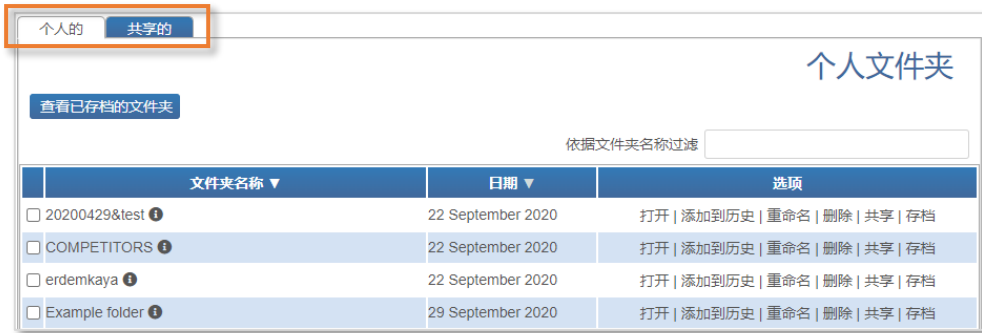 个人的 共享的
个人文件夹
查看已存档的文件夹
依据文件夹名称过滤
文件夹名称 ▼ 日期 ▼ 选项
20200429&test 22 September 2020 打开 | 添加到历史 | 重命名 | 删除 | 共享 | 存档
COMPETITORS 22 September 2020 打开 | 添加到历史 | 重命名 | 删除 | 共享 | 存档
erdemkaya 22 September 2020 打开 | 添加到历史 | 重命名 | 删除 | 共享 | 存档
Example folder 29 September 2020 打开 | 添加到历史 | 重命名 | 删除 | 共享 | 存档